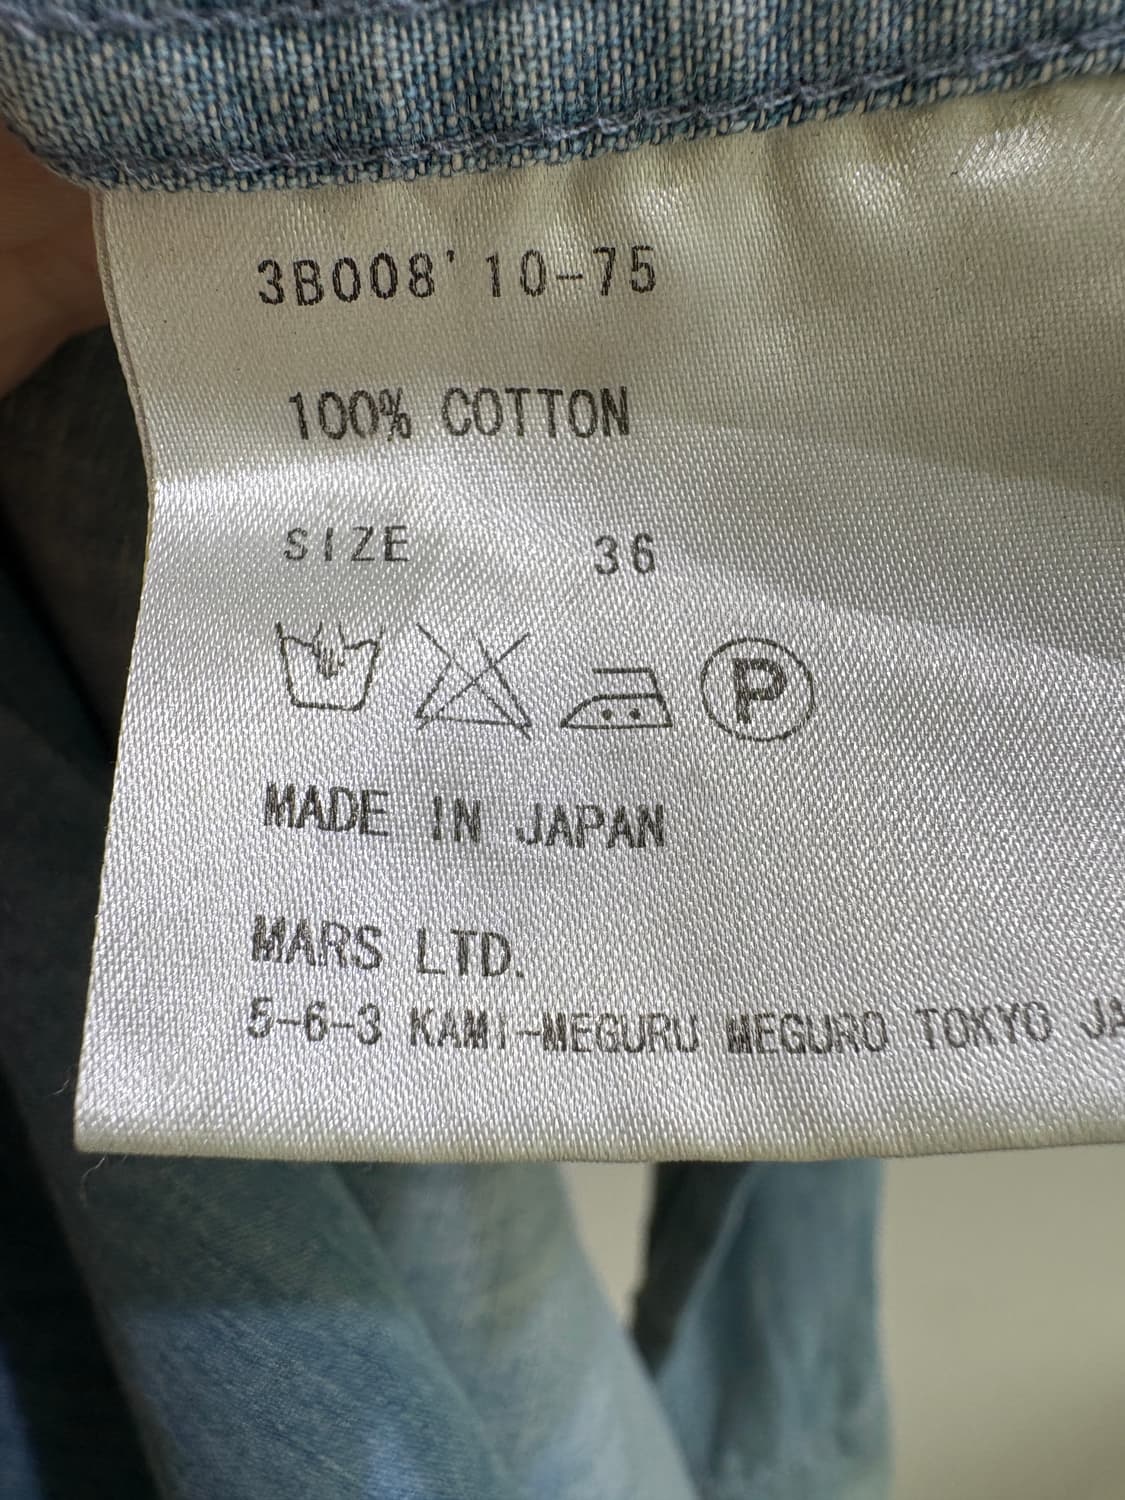 3B008'10-75
100% COTTON
SIZE 36
P
MADE IN JAPAN
MARS LTD.
5-6-3 KAMI-MEGURU MEGURO TOKYO JA